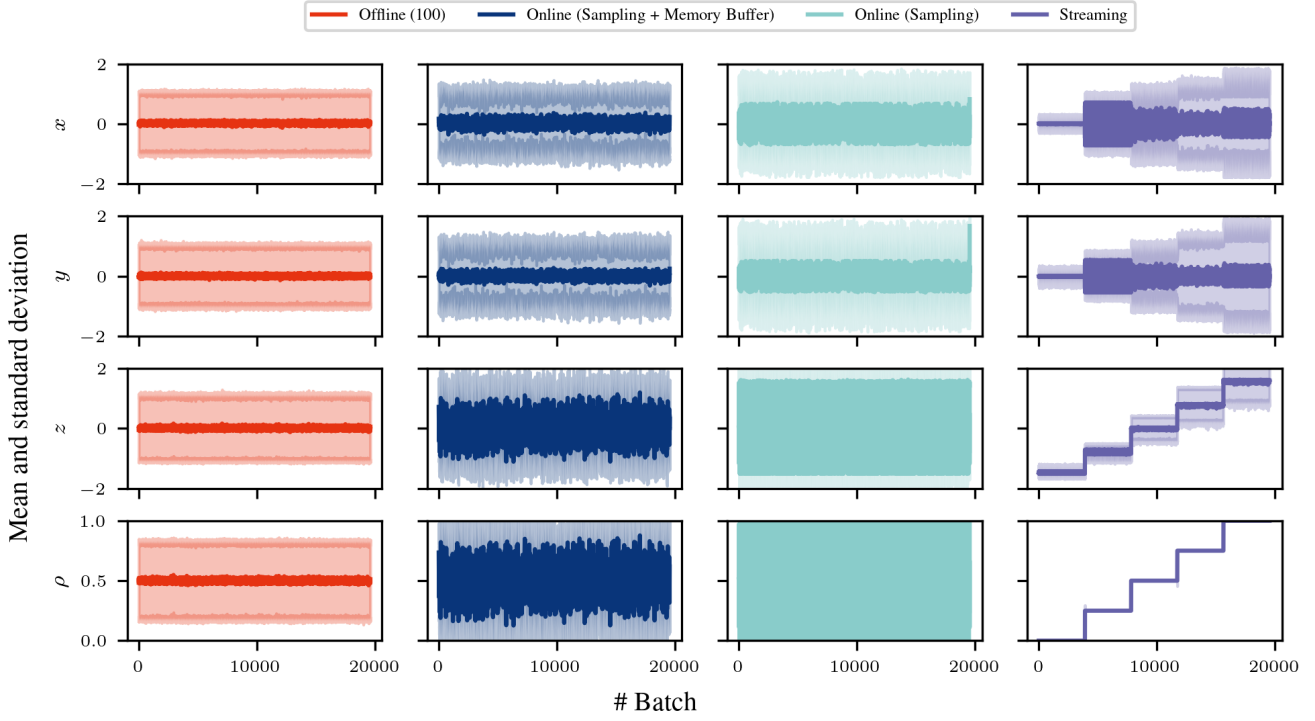 Offline (100) Online (Sampling + Memory Buffer) Online (Sampling) Streaming
2
0
−2
x
2
0
−2
y
2
0
−2
z
1.0
0.5
0.0
ρ
Mean and standard deviation
0 10000 20000 0 10000 20000 0 10000 20000 0 10000 20000
# Batch